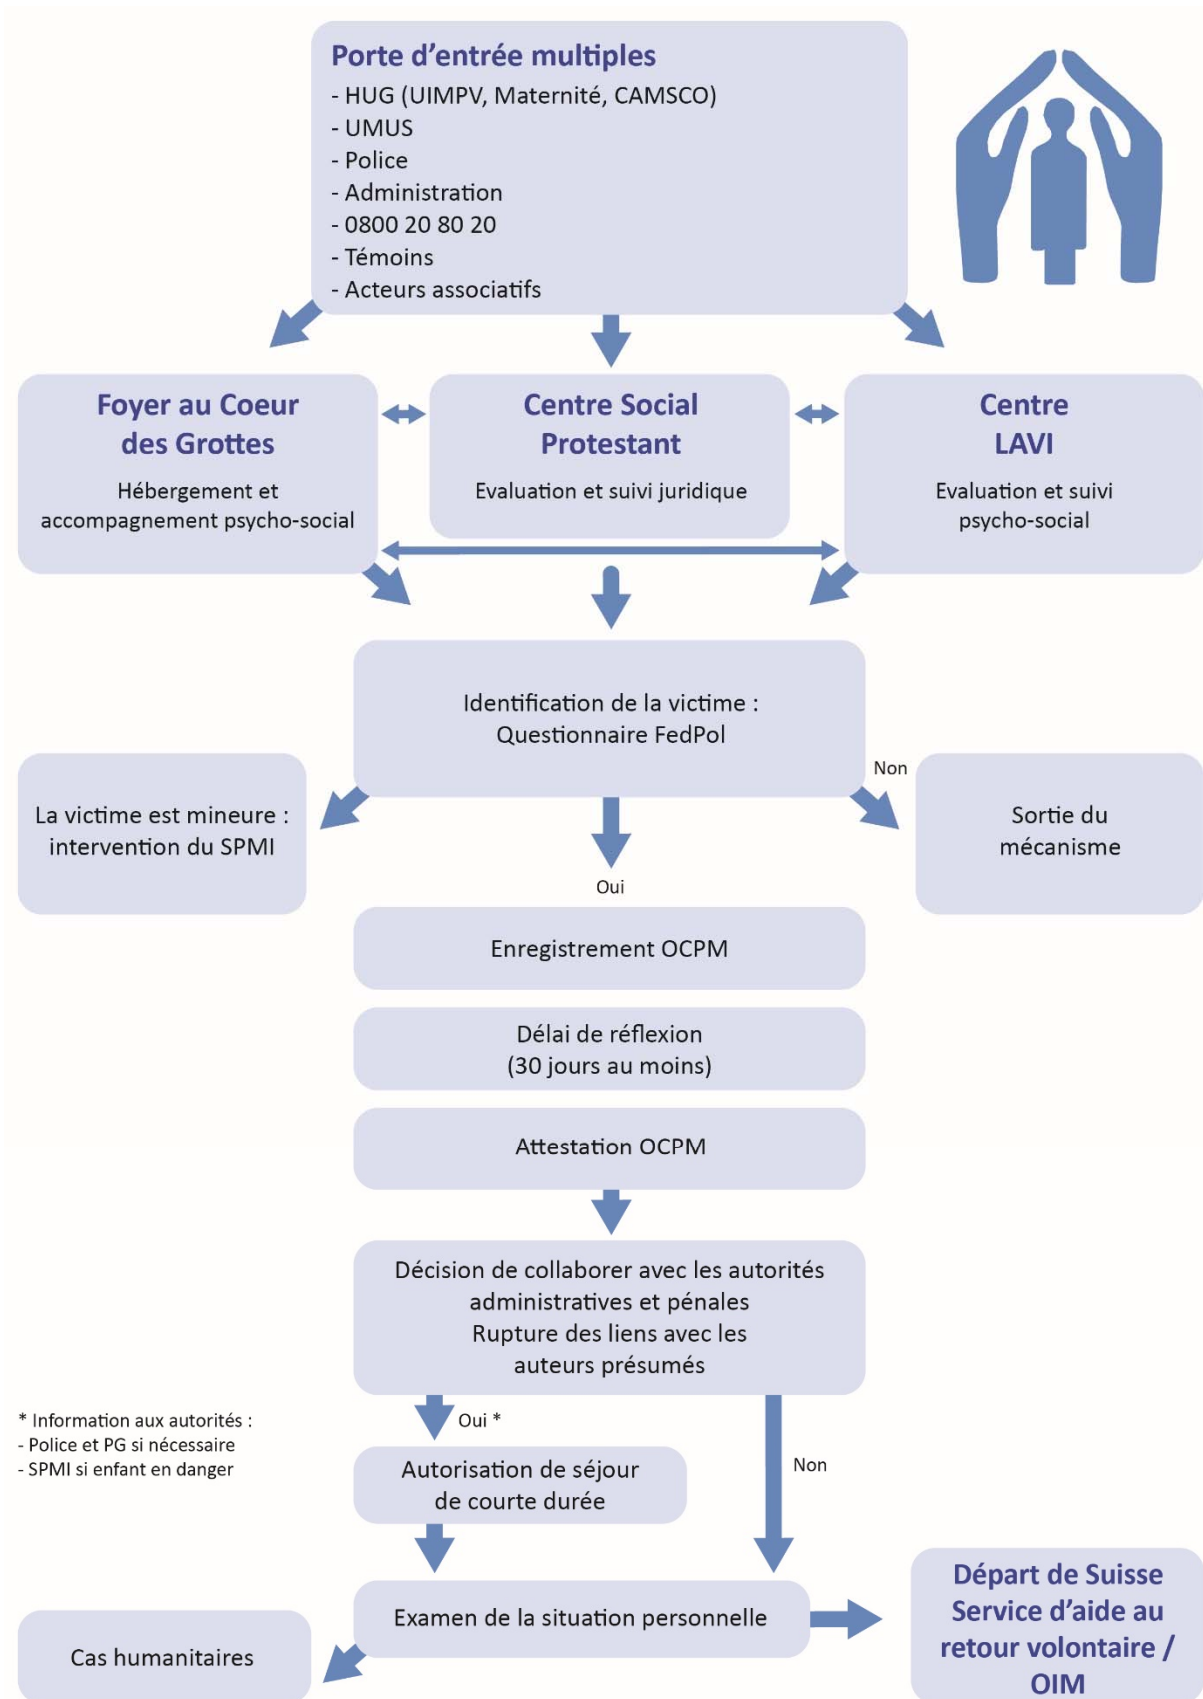 Porte d'entrée multiples
- HUG (UIMPV, Maternité, CAMSCO)
- UMUS
- Police
- Administration
- 0800 20 80 20
- Témoins
- Acteurs associatifs
Foyer au Coeur
des Grottes
Hébergement et
accompagnement psycho-social
Centre Social
Protestant
Evaluation et suivi juridique
Centre
LAVI
Evaluation et suivi
psycho-social
Identification de la victime :
Questionnaire FedPol
La victime est mineure :
intervention du SPMI
Non
Sortie du
mécanisme
Oui
Enregistrement OCPM
Délai de réflexion
(30 jours au moins)
Attestation OCPM
Décision de collaborer avec les autorités
administratives et pénales
Rupture des liens avec les
auteurs présumés
* Information aux autorités :
- Police et PG si nécessaire
- SPMI si enfant en danger
Oui *
Non
Autorisation de séjour
de courte durée
Examen de la situation personnelle
Cas humanitaires
Départ de Suisse
Service d'aide au
retour volontaire /
OIM